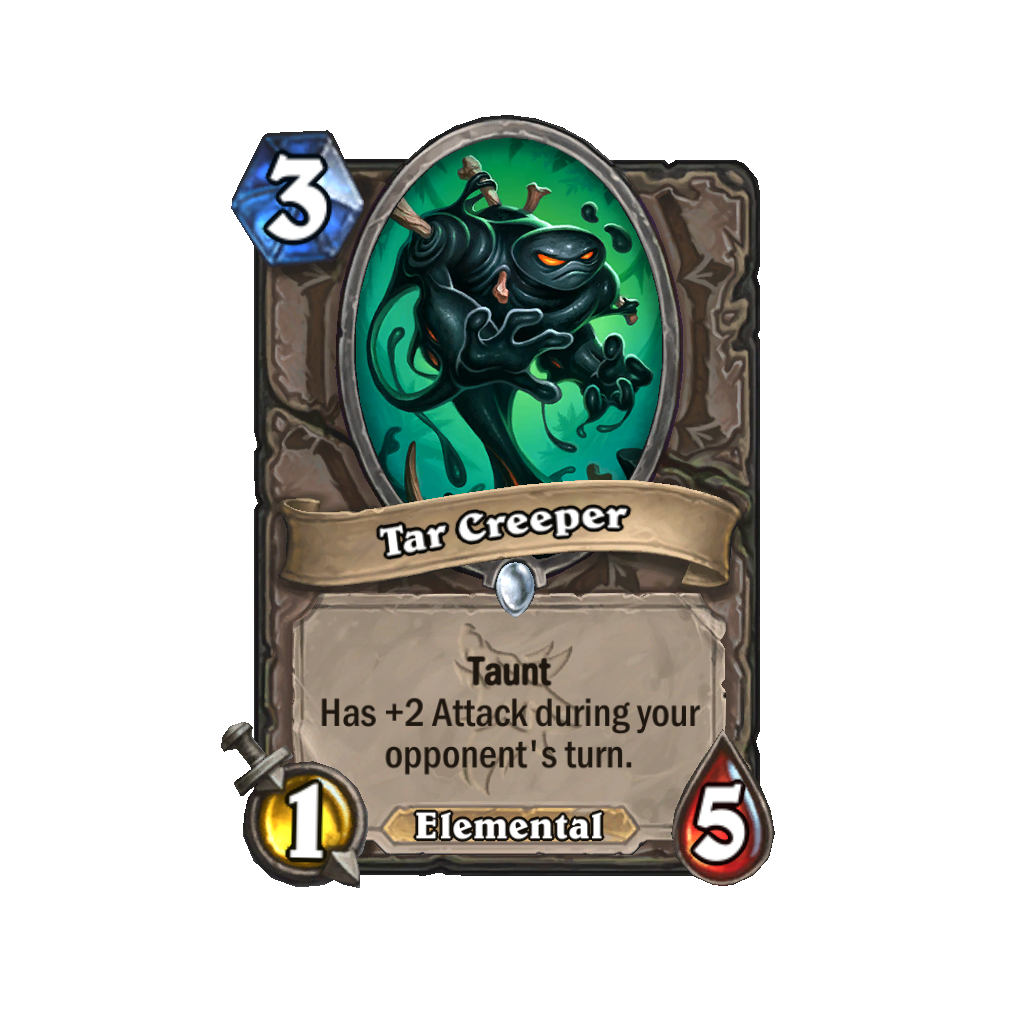 3
Tar Creeper
Taunt
Has +2 Attack during your
opponent's turn.
1
Elemental
5